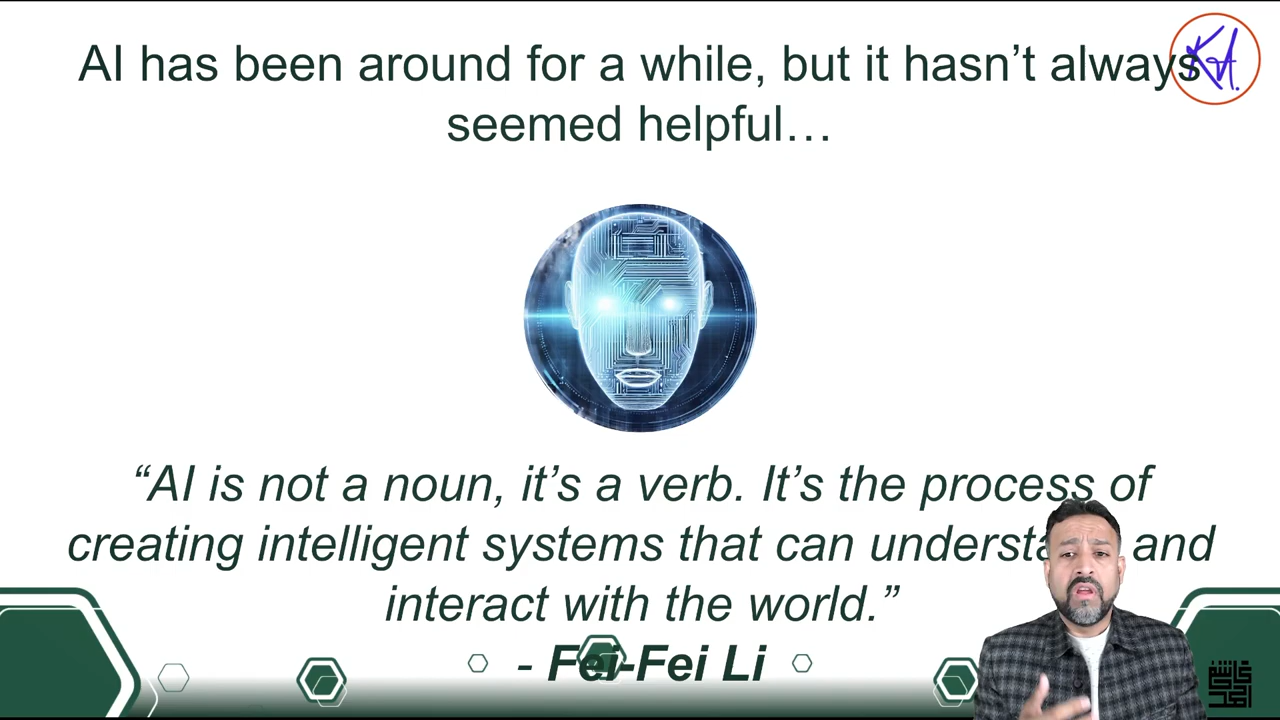 AI has been around for a while, but it hasn’t always
seemed helpful…
“AI is not a noun, it’s a verb. It’s the process of
creating intelligent systems that can understa and
interact with the world.”
- Fei-Fei Li